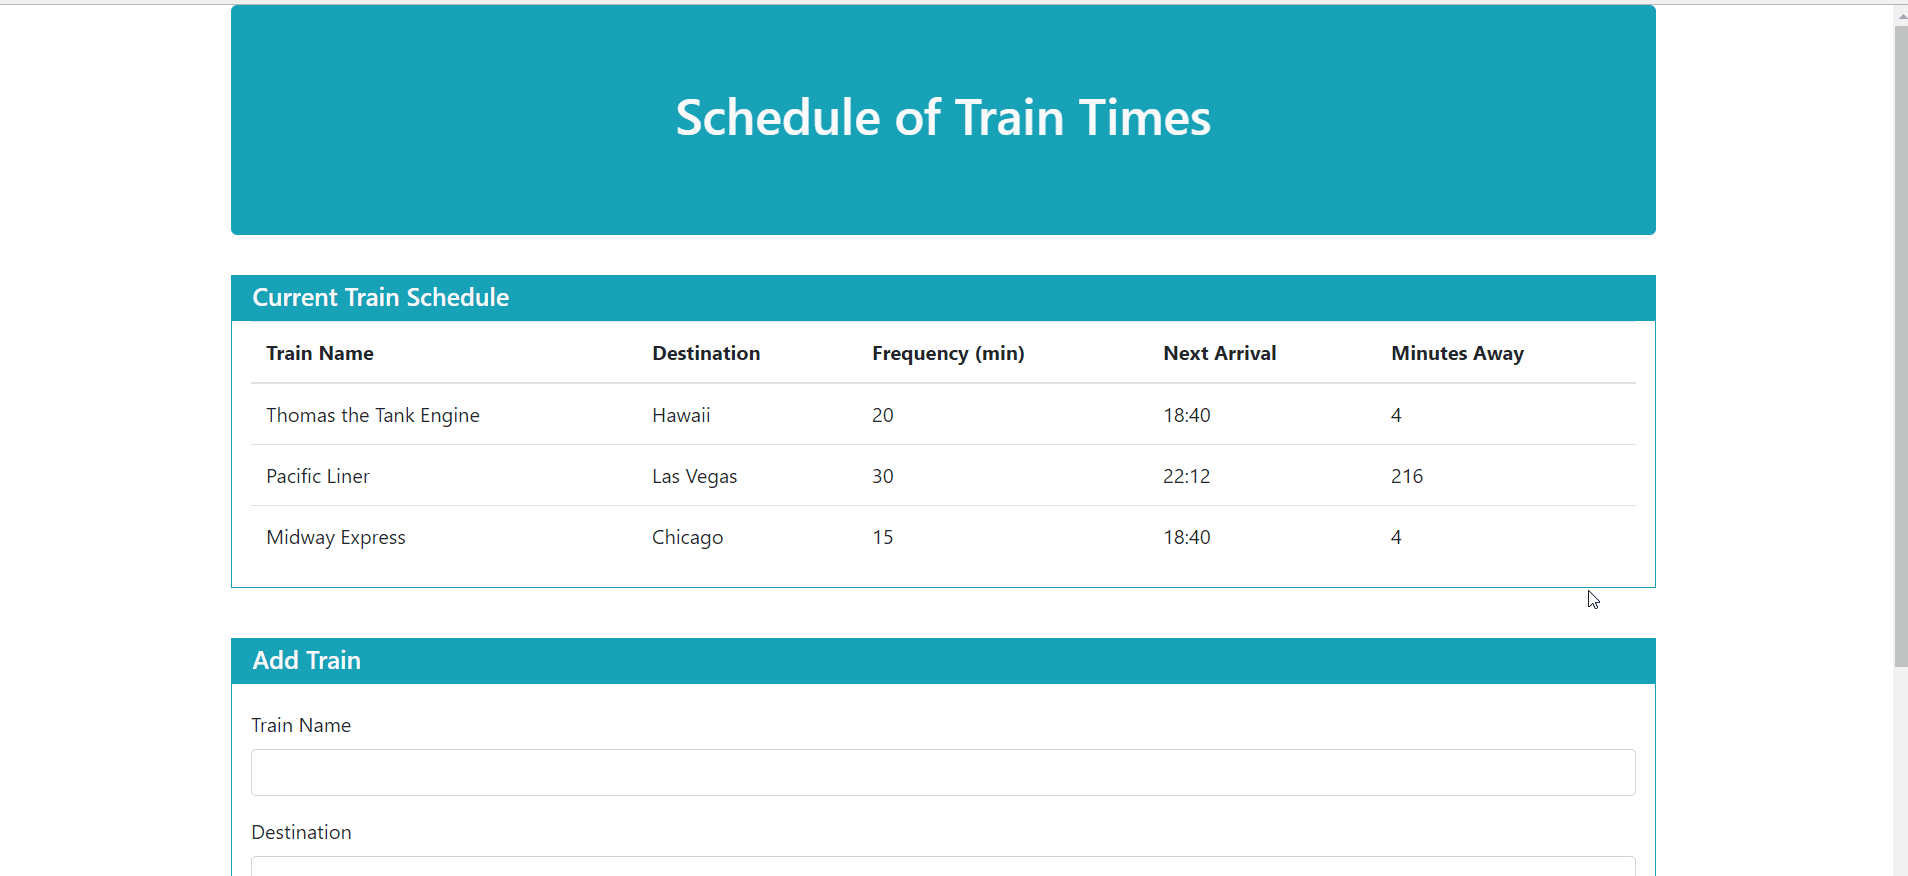 Schedule of Train Times
Current Train Schedule
Train Name Destination Frequency (min) Next Arrival Minutes Away
Thomas the Tank Engine Hawaii 20 18:40 4
Pacific Liner Las Vegas 30 22:12 216
Midway Express Chicago 15 18:40 4
Add Train
Train Name
Destination